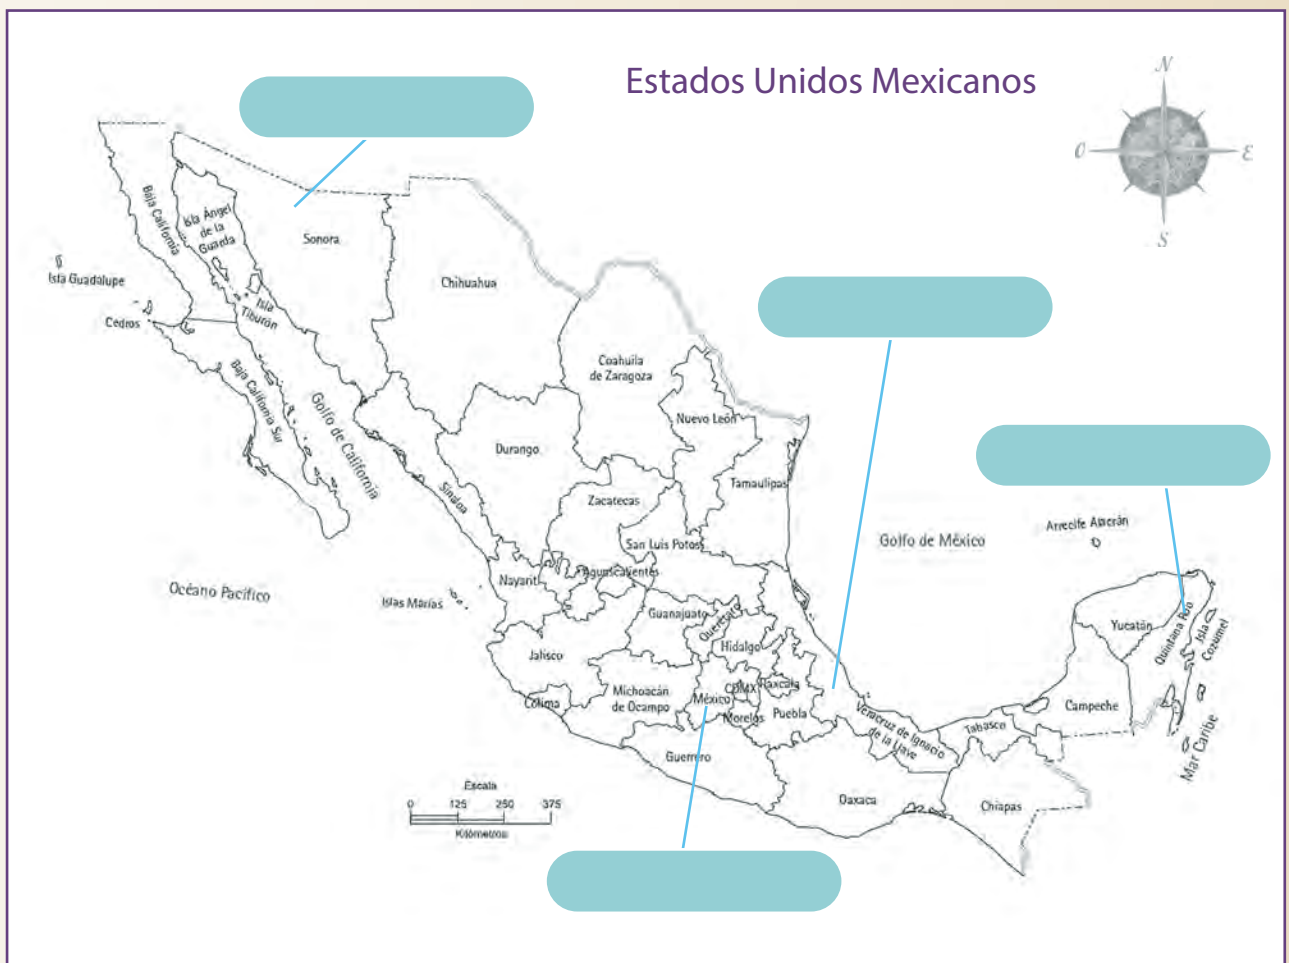 Estados Unidos Mexicanos
N
O
E
S
Baja California
Isla Ángel
de la
Guarda
Sonora
Isla Guadalupe
Chihuahua
Cedros
Isla
Tiburón
Coahuila
de Zaragoza
Baja California Sur
Golfo de California
Nuevo León
Durango
Sinaloa
Tamaulipas
Zacatecas
Arrecife Alacrán
Golfo de México
San Luis Potosí
Nayarit
Aguascalientes
Océano Pacífico
Islas Marías
Guanajuato
Querétaro
Hidalgo
Yucatán
Quintana Roo
Isla
Cozumel
Jalisco
Michoacán
de Ocampo
Colima
México
CDMX
Tlaxcala
Morelos
Puebla
Veracruz de Ignacio
de la Llave
Tabasco
Campeche
Mar Caribe
Guerrero
Oaxaca
Chiapas
Escala
0 125 250 375
Kilómetros